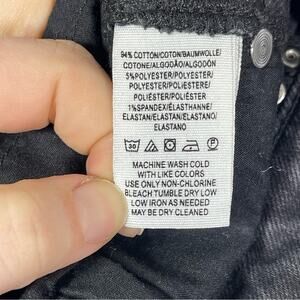 94% COTTON/COTON/BAUMWOLLE/
COTONE/ALGODÃO/ALGODÓN
5% POLYESTER/POLYESTER/
POLYESTER/POLIESTERE/
POLIÉSTER/POLIÉSTER
1% SPANDEX/ÉLASTHANNE/
ELASTAN/ELASTAN/ELASTANO/
ELASTANO
30
P
MACHINE WASH COLD
WITH LIKE COLORS
USE ONLY NON-CHLORINE
BLEACH TUMBLE DRY LOW
LOW IRON AS NEEDED
MAY BE DRY CLEANED